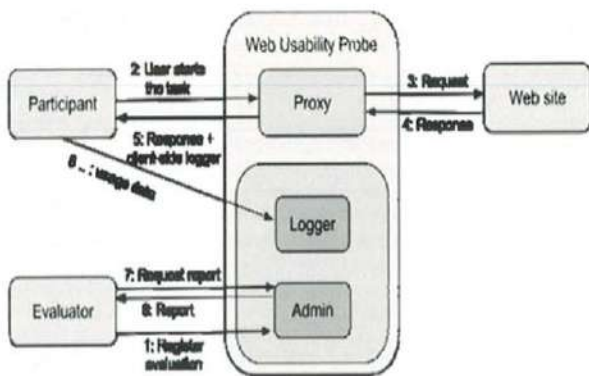 Web Usability Probe
2: User starts
the task
3: Request
Participant
Proxy
Web site
4: Response
5: Response +
client-side logger
6 ... : usage data
Logger
7: Request report
Evaluator
Admin
8: Report
1: Register
evaluation